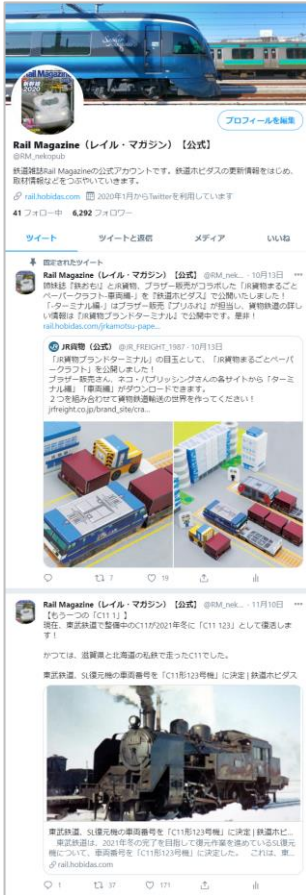 Rail Magazine
新幹線
2020
プロフィールを編集
Rail Magazine（レイル・マガジン）【公式】
@RM_nekopub
鉄道雑誌Rail Magazineの公式アカウントです。鉄道ホビダスの更新情報をはじめ、
取材情報などをつぶやいていきます。
rail.hobidas.com 2020年1月からTwitterを利用しています
41 フォロー中 6,292 フォロワー
ツイート ツイートと返信 メディア いいね
固定されたツイート
Rail Magazine（レイル・マガジン）【公式】 @RM_nek... · 10月13日
姉妹誌『鉄おも!』とJR貨物、ブラザー販売がコラボした「JR貨物まるごと
ペーパークラフト-車両編-」を『鉄道ホビダス』で公開いたしました！
「-ターミナル編-」はブラザー販売『プリふれ』が担当し、貨物鉄道の詳し
い情報は『JR貨物ブランドターミナル』で公開中です。是非！
rail.hobidas.com/jrkamotsu-pape...
JR貨物（公式） @JR_FREIGHT_1987 · 10月13日
「JR貨物ブランドターミナル」の目玉として、「JR貨物まるごとペーパ
ークラフト」を公開しました！
ブラザー販売さん、ネコ・パブリッシングさんの各サイトから「ターミ
ナル編」「車両編」がダウンロードできます。
２つを組み合わせて貨物鉄道輸送の世界を作ってください！
jrfreight.co.jp/brand_site/cra...
7 19
Rail Magazine（レイル・マガジン）【公式】 @RM_nek... · 11月10日
【もう一つの「C11 1」】
現在、東武鉄道で整備中のC11が2021年冬に「C11 123」として復活しま
す！
かつては、滋賀県と北海道の私鉄で走ったC11でした。
東武鉄道、SL復元機の車両番号を「C11形123号機」に決定 | 鉄道ホビダス
東武鉄道、SL復元機の車両番号を「C11形123号機」に決定 | 鉄道ホビ...
東武鉄道は、2021年冬の完了を目指して復元作業を進めているSL復元
機について、車両番号を「C11形123号機」に決定した。 これは、東...
rail.hobidas.com
1 37 171